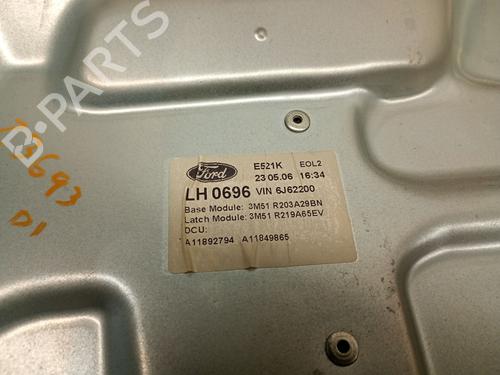 B-PARTS
Ford
E521K EOL2
23.05.06 16:34
LH 0696 VIN 6J62200
Base Module: 3M51 R203A29BN
Latch Module: 3M51 R219A65EV
DCU:
A11892794 A11849865
D1